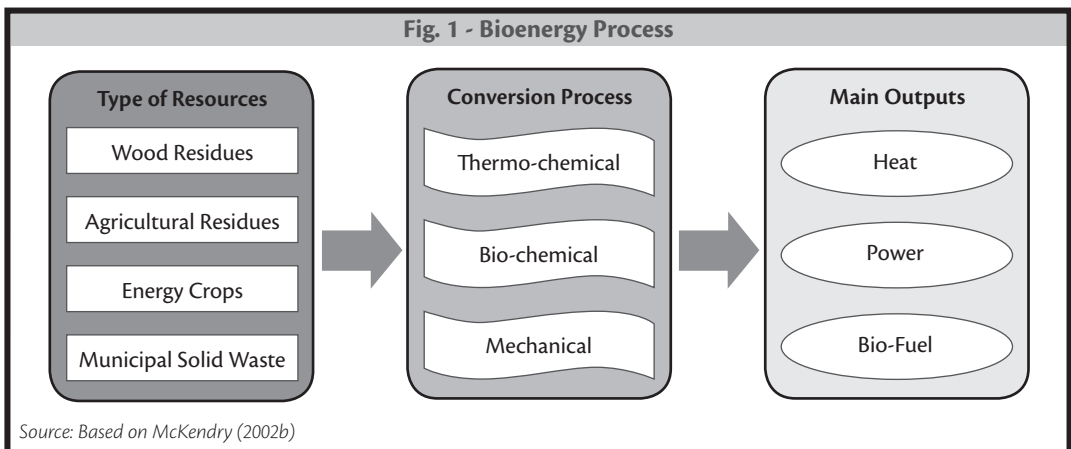 Fig. 1 - Bioenergy Process
Type of Resources
Wood Residues
Agricultural Residues
Energy Crops
Municipal Solid Waste
Conversion Process
Thermo-chemical
Bio-chemical
Mechanical
Main Outputs
Heat
Power
Bio-Fuel
Source: Based on McKendry (2002b)